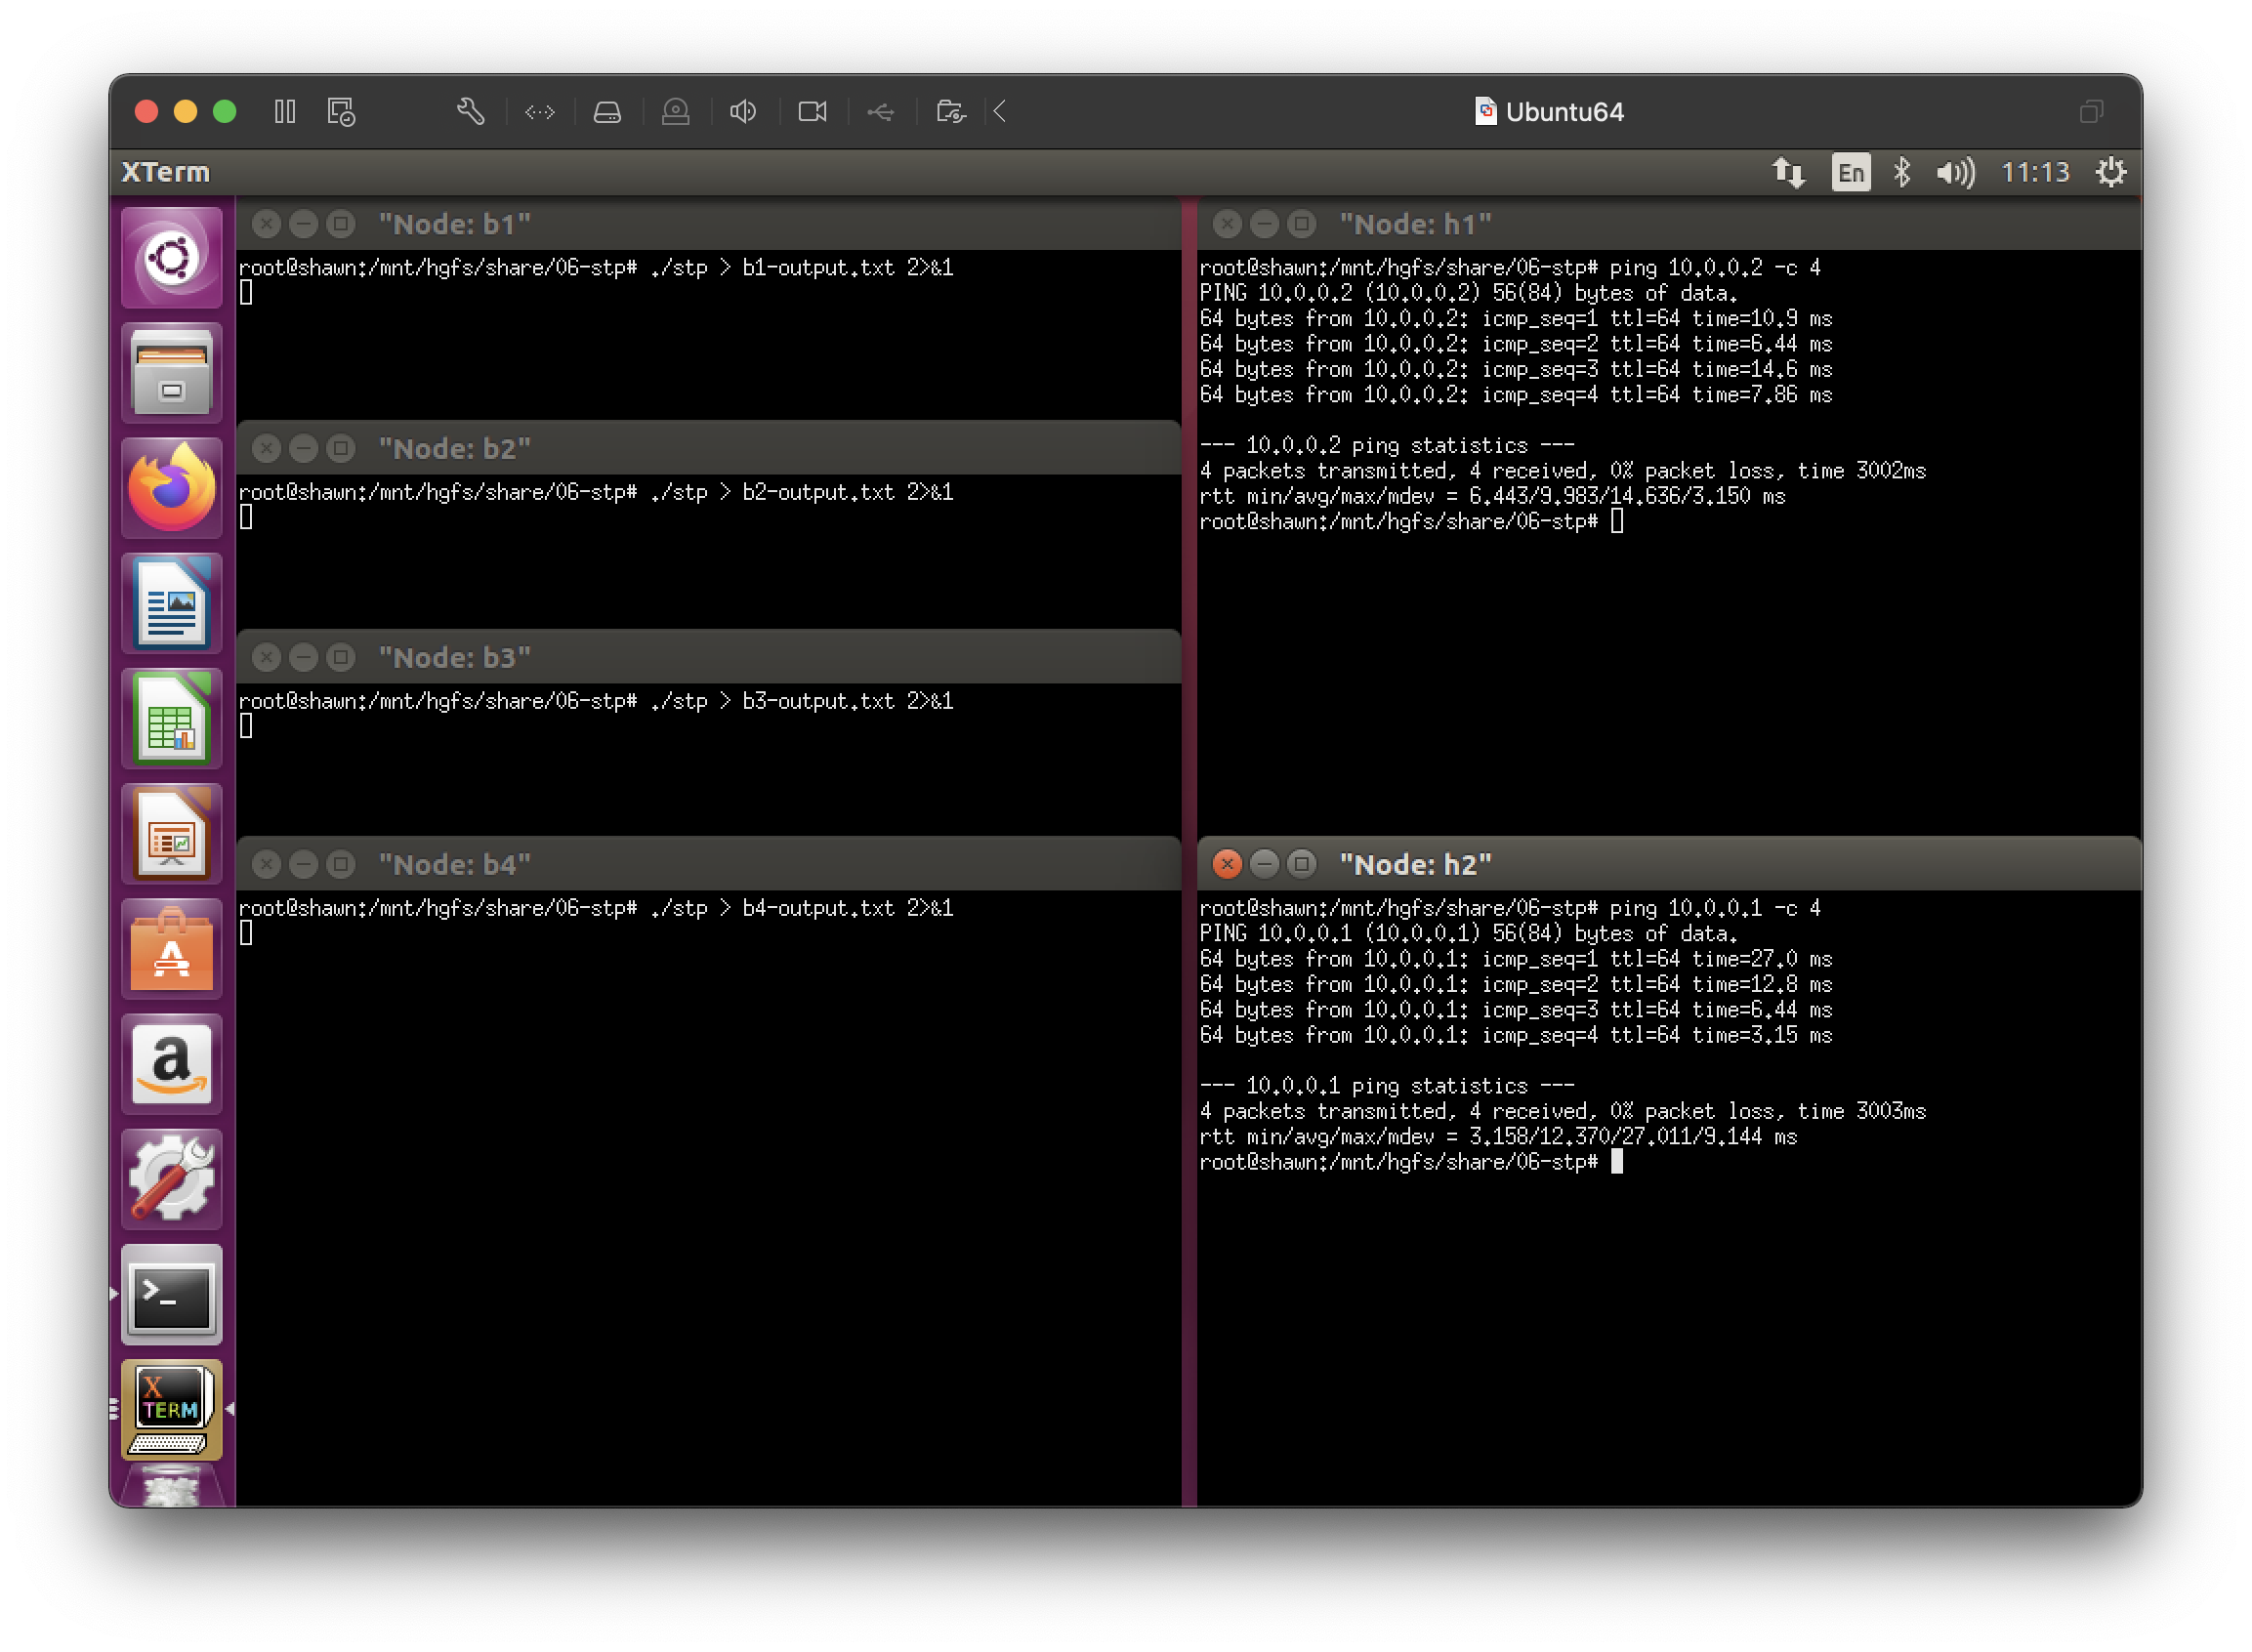 Ubuntu64
XTerm
En
11:13
"Node: b1"
root@shawn:/mnt/hgfs/share/06-stp# ./stp > b1-output.txt 2>&1
"Node: b2"
root@shawn:/mnt/hgfs/share/06-stp# ./stp > b2-output.txt 2>&1
"Node: b3"
root@shawn:/mnt/hgfs/share/06-stp# ./stp > b3-output.txt 2>&1
"Node: b4"
root@shawn:/mnt/hgfs/share/06-stp# ./stp > b4-output.txt 2>&1
"Node: h1"
root@shawn:/mnt/hgfs/share/06-stp# ping 10.0.0.2 -c 4
PING 10.0.0.2 (10.0.0.2) 56(84) bytes of data.
64 bytes from 10.0.0.2: icmp_seq=1 ttl=64 time=10.9 ms
64 bytes from 10.0.0.2: icmp_seq=2 ttl=64 time=6.44 ms
64 bytes from 10.0.0.2: icmp_seq=3 ttl=64 time=14.6 ms
64 bytes from 10.0.0.2: icmp_seq=4 ttl=64 time=7.86 ms
--- 10.0.0.2 ping statistics ---
4 packets transmitted, 4 received, 0% packet loss, time 3002ms
rtt min/avg/max/mdev = 6.443/9.983/14.636/3.150 ms
root@shawn:/mnt/hgfs/share/06-stp#
"Node: h2"
root@shawn:/mnt/hgfs/share/06-stp# ping 10.0.0.1 -c 4
PING 10.0.0.1 (10.0.0.1) 56(84) bytes of data.
64 bytes from 10.0.0.1: icmp_seq=1 ttl=64 time=27.0 ms
64 bytes from 10.0.0.1: icmp_seq=2 ttl=64 time=12.8 ms
64 bytes from 10.0.0.1: icmp_seq=3 ttl=64 time=6.44 ms
64 bytes from 10.0.0.1: icmp_seq=4 ttl=64 time=3.15 ms
--- 10.0.0.1 ping statistics ---
4 packets transmitted, 4 received, 0% packet loss, time 3003ms
rtt min/avg/max/mdev = 3.158/12.370/27.011/9.144 ms
root@shawn:/mnt/hgfs/share/06-stp#
A
a
>_
X
TERM